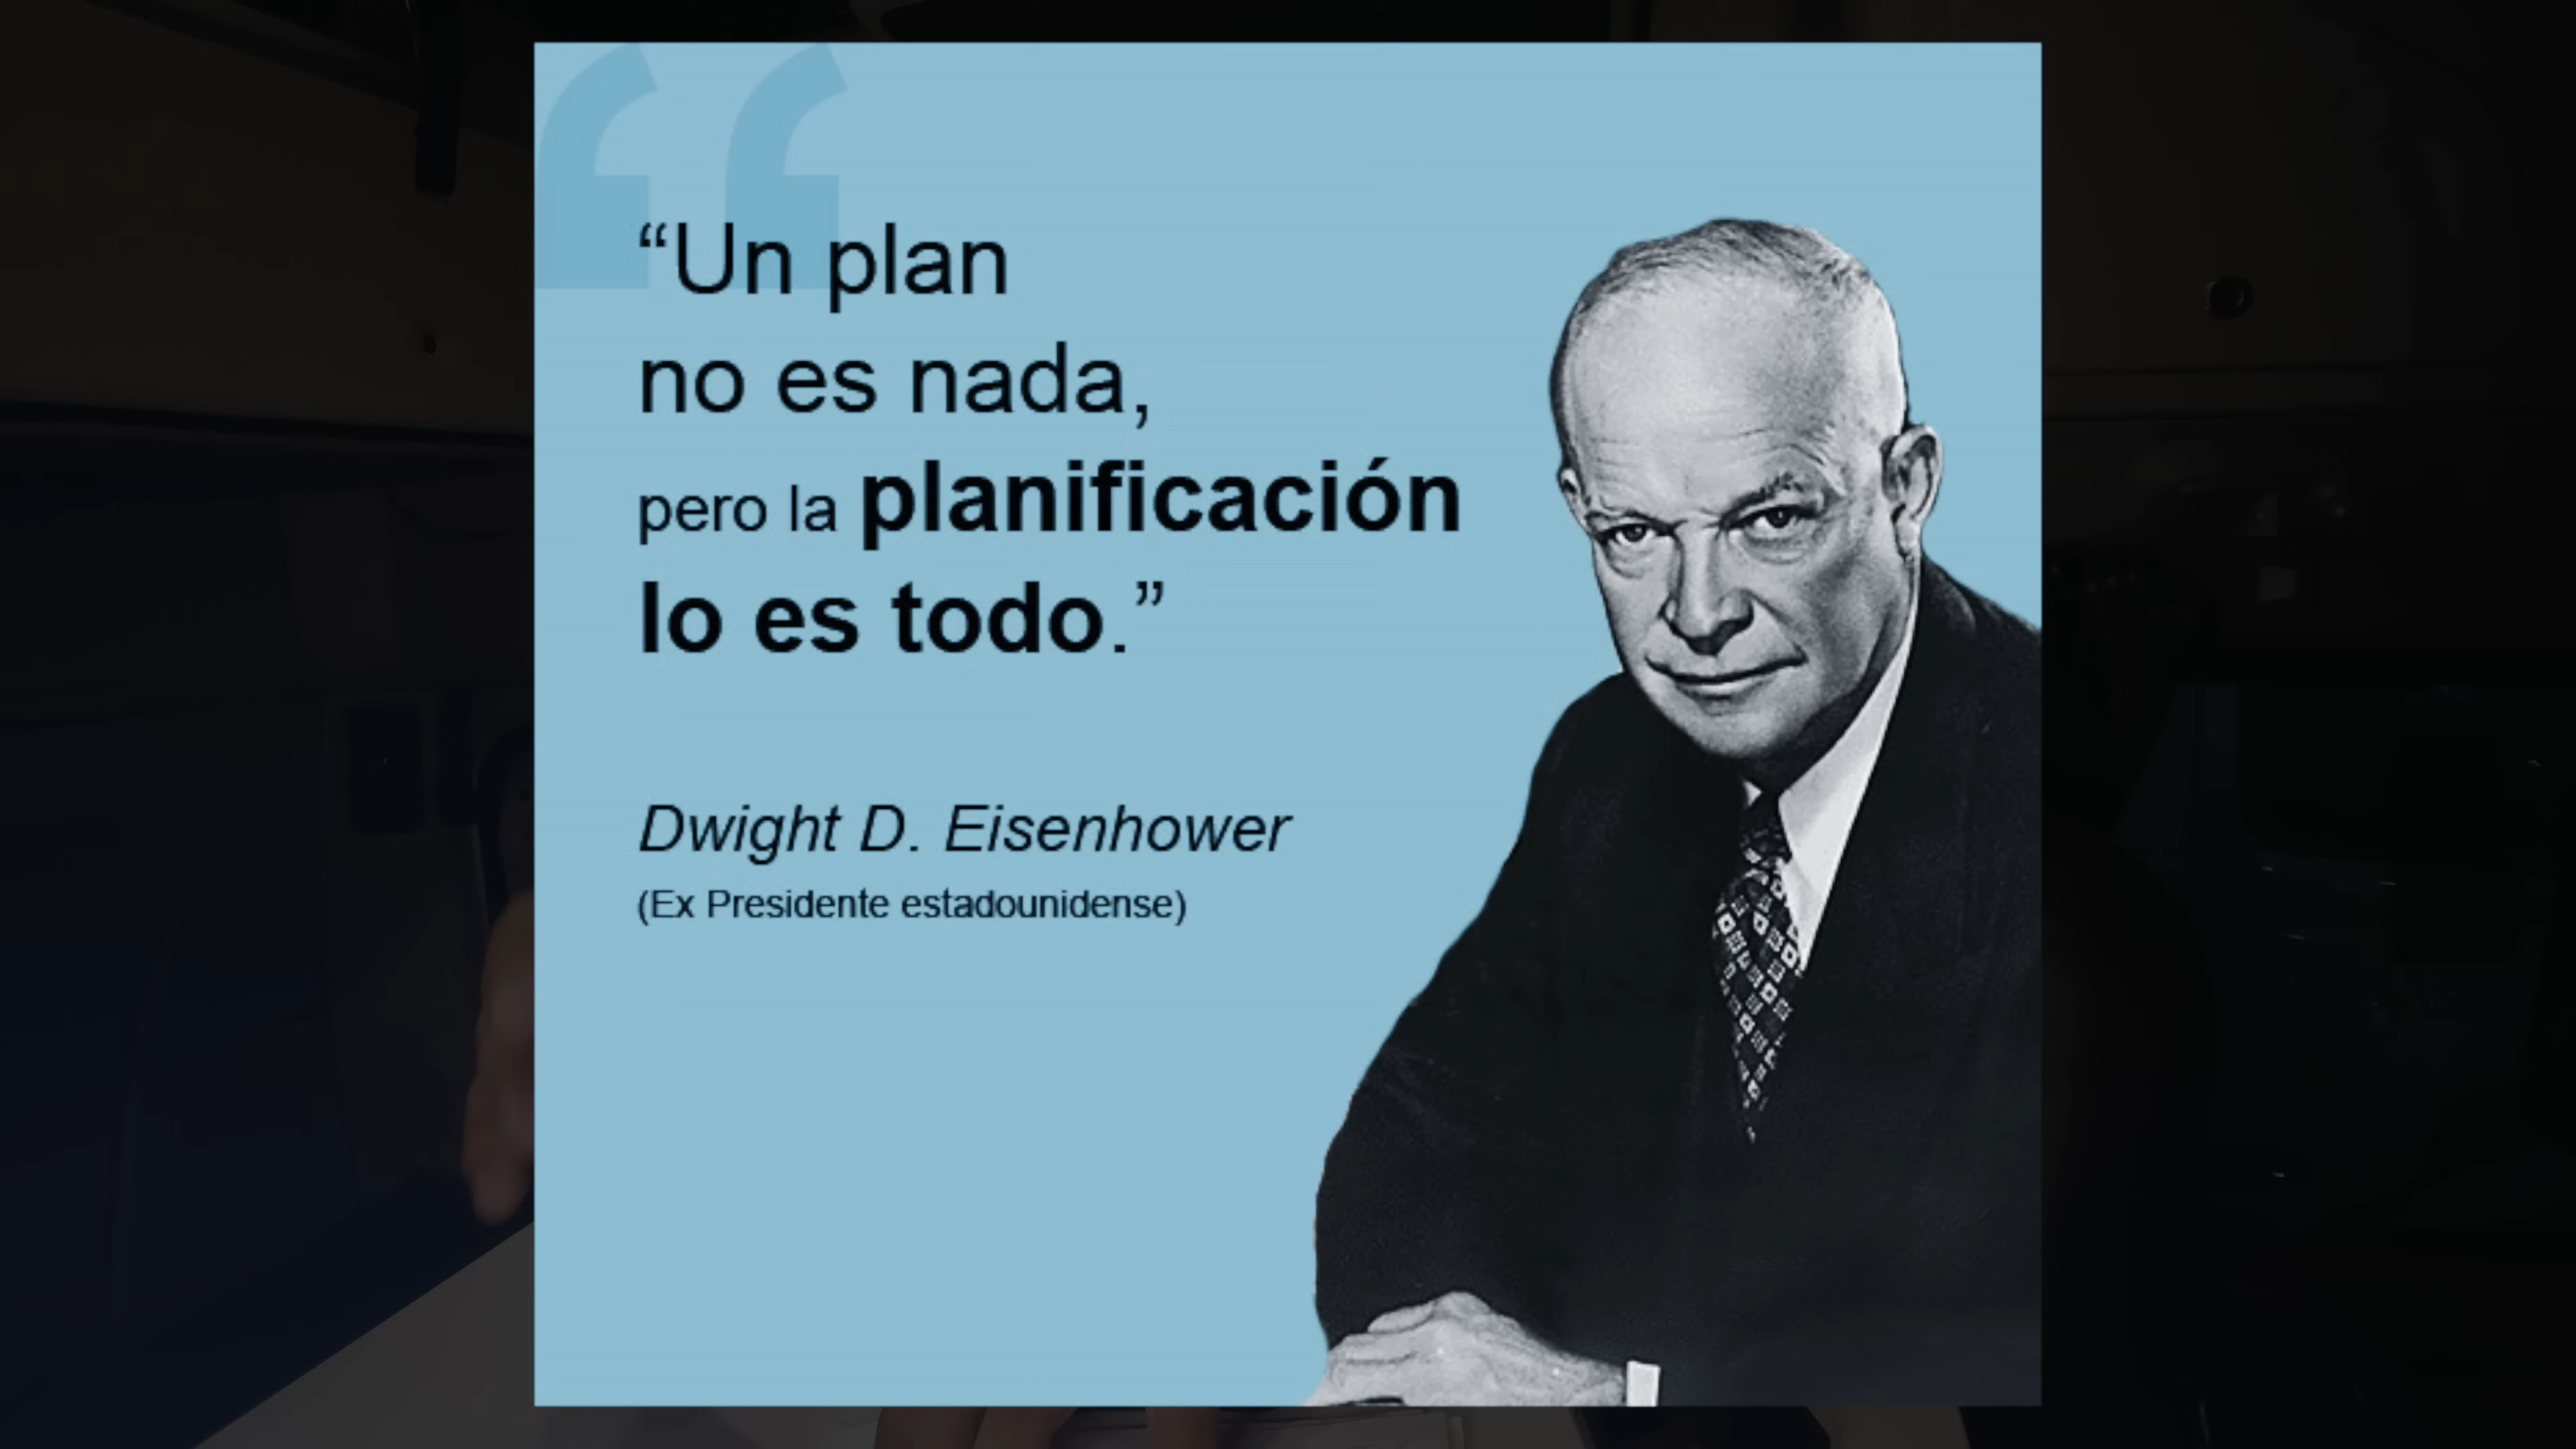 “Un plan
no es nada,
pero la planificación
lo es todo.”
Dwight D. Eisenhower
(Ex Presidente estadounidense)